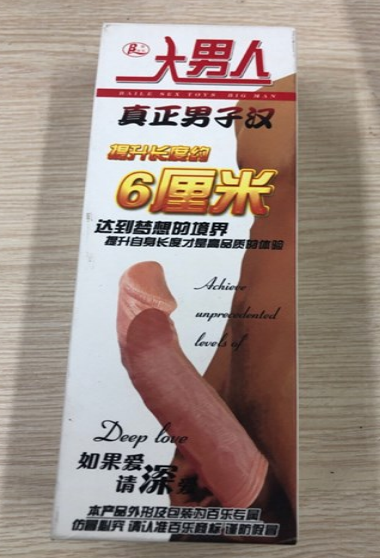 大男人
BAILE SEX TOYS BIG MAN
真正男子汉
提升长度约
6厘米
达到梦想的境界
提升自身长度才是高品质的体验
Achieve
unprecedented
levels of
Deep love
如果爱
请深爱
本产品外形及包装为百乐专属
仿冒必究 请认准百乐商标 谨防假冒